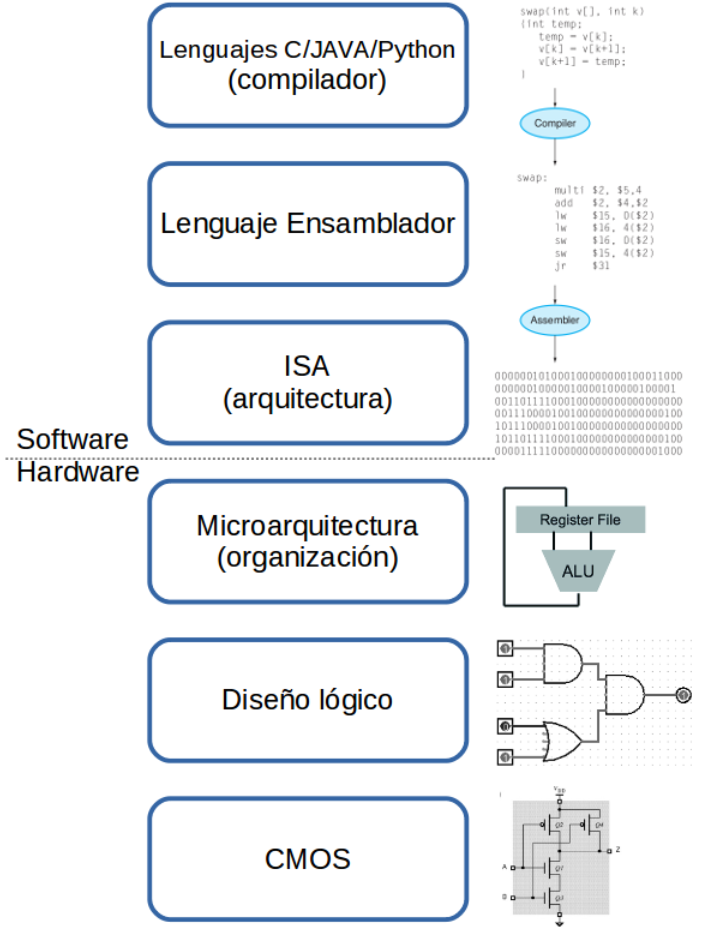 Lenguajes C/JAVA/Python
(compilador)
swap(int v[], int k)
{int temp;
temp = v[k];
v[k] = v[k+1];
v[k+1] = temp;
}
Compiler
Lenguaje Ensamblador
swap:
multi $2, $5,4
add $2, $4,$2
lw $15, 0($2)
lw $16, 4($2)
sw $16, 0($2)
sw $15, 4($2)
jr $31
Assembler
ISA
(arquitectura)
00000010100010000000000100011000
0000001000001000010000010 0001
00110111100010000000000000000000
00111000010010000000000000000100
10111000010010000000000000000000
10110111100010000000000000000100
00001111100000000000000000001000
Software
Hardware
Microarquitectura
(organización)
Register File
ALU
Diseño lógico
CMOS
VDD
Q2
Q4
Z
A
Q1
B
Q3